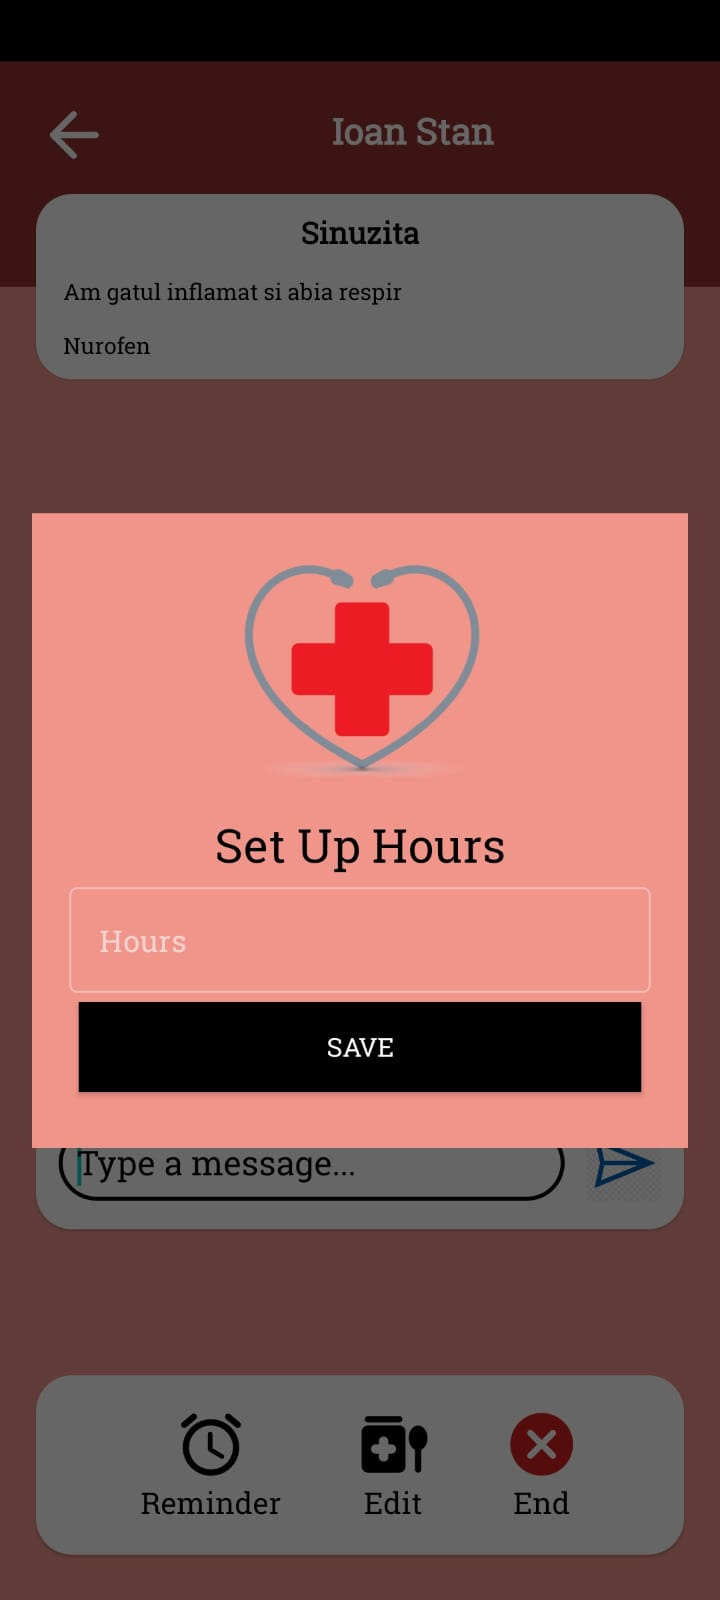 Ioan Stan
Sinuzita
Am gatul inflamat si abia respir
Nurofen
Set Up Hours
Hours
SAVE
Type a message...
Reminder
Edit
End